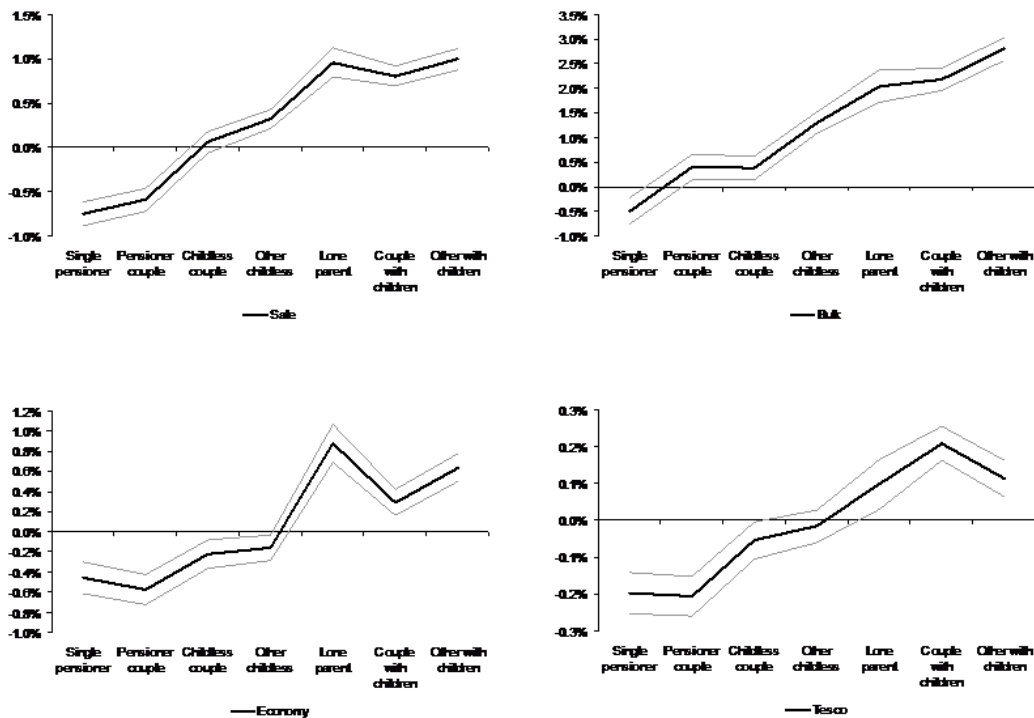 1.5%
1.0%
0.5%
0.0%
-0.5%
-1.0%
Single pensioner
Pensioner couple
Childless couple
Other childless
Lone parent
Couple with children
Other with children
Sale
3.5%
3.0%
2.5%
2.0%
1.5%
1.0%
0.5%
0.0%
-0.5%
-1.0%
Single pensioner
Pensioner couple
Childless couple
Other childless
Lone parent
Couple with children
Other with children
Bulk
1.2%
1.0%
0.8%
0.6%
0.4%
0.2%
0.0%
-0.2%
-0.4%
-0.6%
-0.8%
-1.0%
Single pensioner
Pensioner couple
Childless couple
Other childless
Lone parent
Couple with children
Other with children
Economy
0.3%
0.2%
0.1%
0.0%
-0.1%
-0.2%
-0.3%
Single pensioner
Pensioner couple
Childless couple
Other childless
Lone parent
Couple with children
Other with children
Tesco